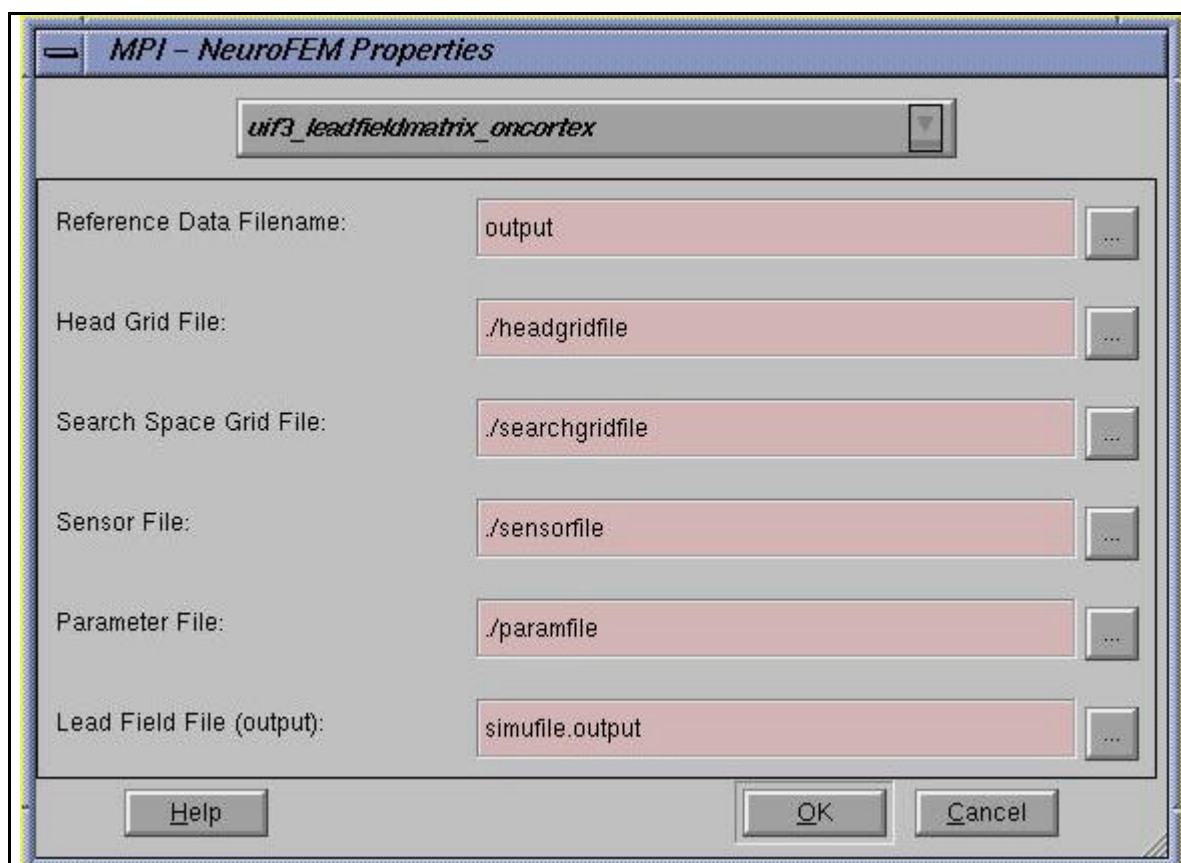 MPI – NeuroFEM Properties
uif3_leadfieldmatrix_oncortex
Reference Data Filename: output ...
Head Grid File: ./headgridfile ...
Search Space Grid File: ./searchgridfile ...
Sensor File: ./sensorfile ...
Parameter File: ./paramfile ...
Lead Field File (output): simufile.output ...
Help OK Cancel